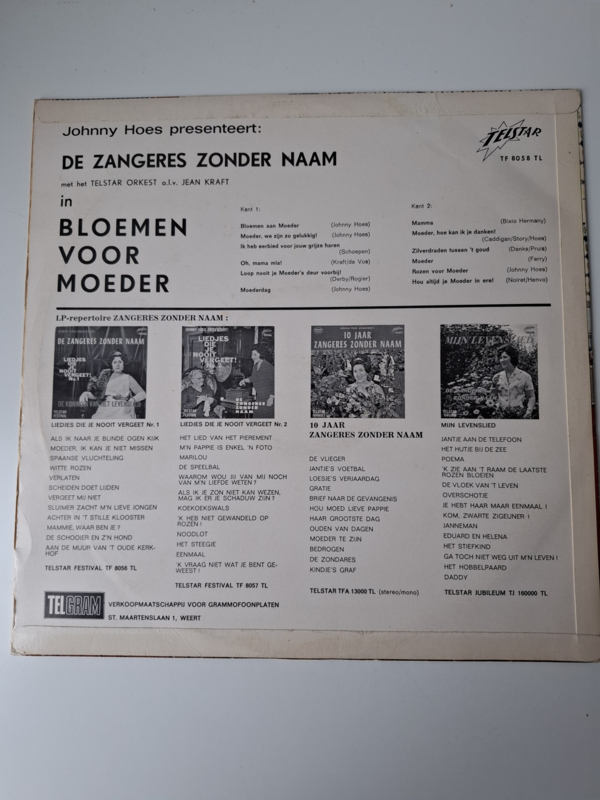 Johnny Hoes presenteert:
DE ZANGERES ZONDER NAAM
met het TELSTAR ORKEST o.l.v. JEAN KRAFT
in
BLOEMEN
VOOR
MOEDER
TELSTAR
TF 8058 TL
Kant 1:
Bloemen aan Moeder (Johnny Hoes)
Moeder, we zijn zo gelukkig! (Johnny Hoes)
Ik heb eerbied voor jouw grijze haren
(Schoepen)
Oh, mama mia! (Kraft/de Vos)
Loop nooit je Moeder's deur voorbij!
(Derby/Rogier)
Moederdag (Johnny Hoes)
Kant 2:
Mamma (Bixio Hermany)
Moeder, hoe kan ik je danken!
(Caddigan/Story/Hoes)
Zilverdraden tussen 't goud (Danks/Pruis)
Moeder (Ferry)
Rozen voor Moeder (Johnny Hoes)
Hou altijd je Moeder in ere! (Noiret/Hanvo)
LP-repertoire ZANGERES ZONDER NAAM :
DE ZANGERES ZONDER NAAM
LIEDJES
DIE JE
NOOIT
VERGEET!
No. 1
LIEDJES
DIE
JE
NOOIT
VERGEET!
DE
ZANGERES
ZONDER
NAAM
10 JAAR
ZANGERES ZONDER NAAM
MIJN LEVENSLIED
LIEDJES DIE JE NOOIT VERGEET Nr. 1
ALS IK NAAR JE BLINDE OGEN KIJK
MOEDER, IK KAN JE NIET MISSEN
SPAANSE VLUCHTELING
WITTE ROZEN
VERLATEN
SCHEIDEN DOET LIJDEN
VERGEET MIJ NIET
SLUIMER ZACHT M'N LIEVE JONGEN
ACHTER IN 'T STILLE KLOOSTER
MAMMIE, WAAR BEN JE ?
DE SCHOOIER EN Z'N HOND
AAN DE MUUR VAN 'T OUDE KERK-
HOF
TELSTAR FESTIVAL TF 8056 TL
LIEDJES DIE JE NOOIT VERGEET Nr. 2
HET LIED VAN HET PIEREMENT
M'N PAPPIE IS ENKEL 'N FOTO
MARILOU
DE SPEELBAL
WAAROM WOU JIJ VAN MIJ NOCH
VAN M'N LIEFDE WETEN ?
ALS IK JE ZON NIET KAN WEZEN,
MAG IK ER JE SCHADUW ZIJN ?
KOEKOEKSWALS
'K HEB NIET GEWANDELD OP
ROZEN !
NOODLOT
HET STEEGJE
EENMAAL
'K VRAAG NIET WAT JE BENT GE-
WEEST !
TELSTAR FESTIVAL TF 8057 TL
10 JAAR
ZANGERES ZONDER NAAM
DE VLIEGER
JANTJE'S VOETBAL
LOESJE'S VERJAARDAG
GRATIE
BRIEF NAAR DE GEVANGENIS
HOU MOED LIEVE PAPPIE
HAAR GROOTSTE DAG
OUDEN VAN DAGEN
MOEDER TE ZIJN
BEDROGEN
DE ZONDARES
KINDJE'S GRAF
TELSTAR TFA 13000 TL (stereo/mono)
MIJN LEVENSLIED
JANTJE AAN DE TELEFOON
HET HUTJE BIJ DE ZEE
POEMA
'K ZIE AAN 'T RAAM DE LAATSTE
ROZEN BLOEIEN
DE VLOEK VAN 'T LEVEN
OVERSCHOTJE
JE HEBT HAAR MAAR EENMAAL !
KOM, ZWARTE ZIGEUNER !
JANNEMAN
EDUARD EN HELENA
HET STIEFKIND
GA TOCH NIET WEG UIT M'N LEVEN !
HET HOBBELPAARD
DADDY
TELSTAR JUBILEUM TJ 160000 TL
TELGRAM
VERKOOPMAATSCHAPPIJ VOOR GRAMMOFOONPLATEN
ST. MAARTENSLAAN 1, WEERT